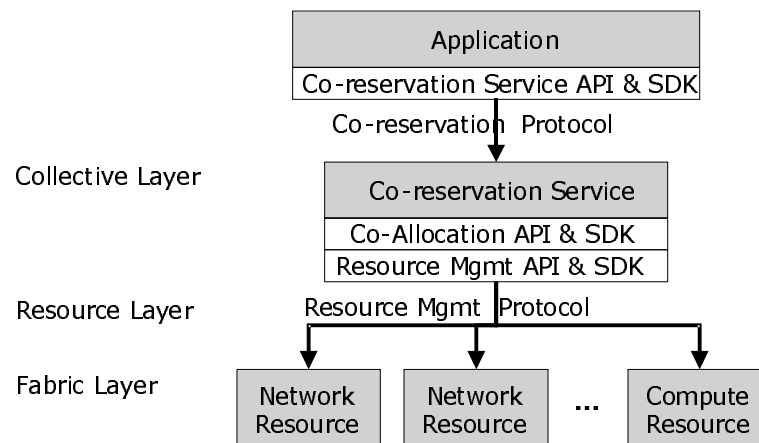 Application
Co-reservation Service API & SDK
Co-reservation Protocol
Collective Layer
Co-reservation Service
Co-Allocation API & SDK
Resource Mgmt API & SDK
Resource Layer
Resource Mgmt Protocol
Fabric Layer
Network
Resource
Network
Resource
...
Compute
Resource